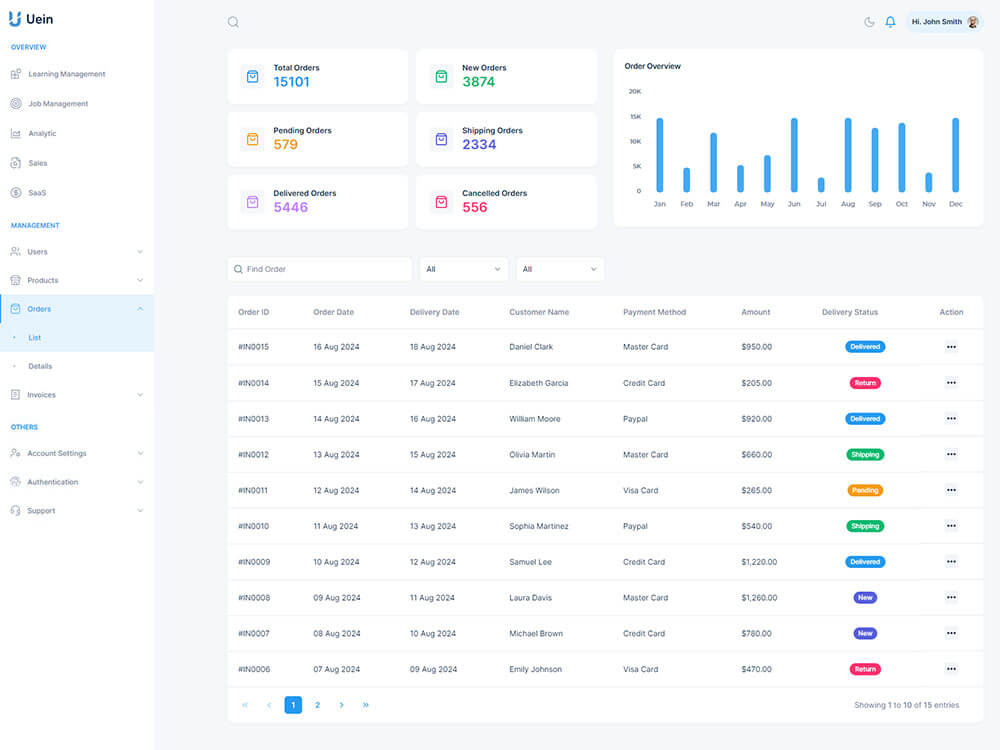 Uein
OVERVIEW
Learning Management
Job Management
Analytic
Sales
SaaS
MANAGEMENT
Users
Products
Orders
List
Details
Invoices
OTHERS
Account Settings
Authentication
Support
Hi. John Smith
Total Orders
15101
New Orders
3874
Pending Orders
579
Shipping Orders
2334
Delivered Orders
5446
Cancelled Orders
556
Order Overview
20K
15K
10K
5K
0
Jan Feb Mar Apr May Jun Jul Aug Sep Oct Nov Dec
Find Order
All
All
Order ID Order Date Delivery Date Customer Name Payment Method Amount Delivery Status Action
#IN0015 16 Aug 2024 18 Aug 2024 Daniel Clark Master Card $950.00 Delivered
#IN0014 15 Aug 2024 17 Aug 2024 Elizabeth Garcia Credit Card $205.00 Return
#IN0013 14 Aug 2024 16 Aug 2024 William Moore Paypal $920.00 Delivered
#IN0012 13 Aug 2024 15 Aug 2024 Olivia Martin Master Card $660.00 Shipping
#IN0011 12 Aug 2024 14 Aug 2024 James Wilson Visa Card $265.00 Pending
#IN0010 11 Aug 2024 13 Aug 2024 Sophia Martinez Paypal $540.00 Shipping
#IN0009 10 Aug 2024 12 Aug 2024 Samuel Lee Credit Card $1,220.00 Delivered
#IN0008 09 Aug 2024 11 Aug 2024 Laura Davis Master Card $1,260.00 New
#IN0007 08 Aug 2024 10 Aug 2024 Michael Brown Credit Card $780.00 New
#IN0006 07 Aug 2024 09 Aug 2024 Emily Johnson Visa Card $470.00 Return
« ‹ 1 2 › »
Showing 1 to 10 of 15 entries